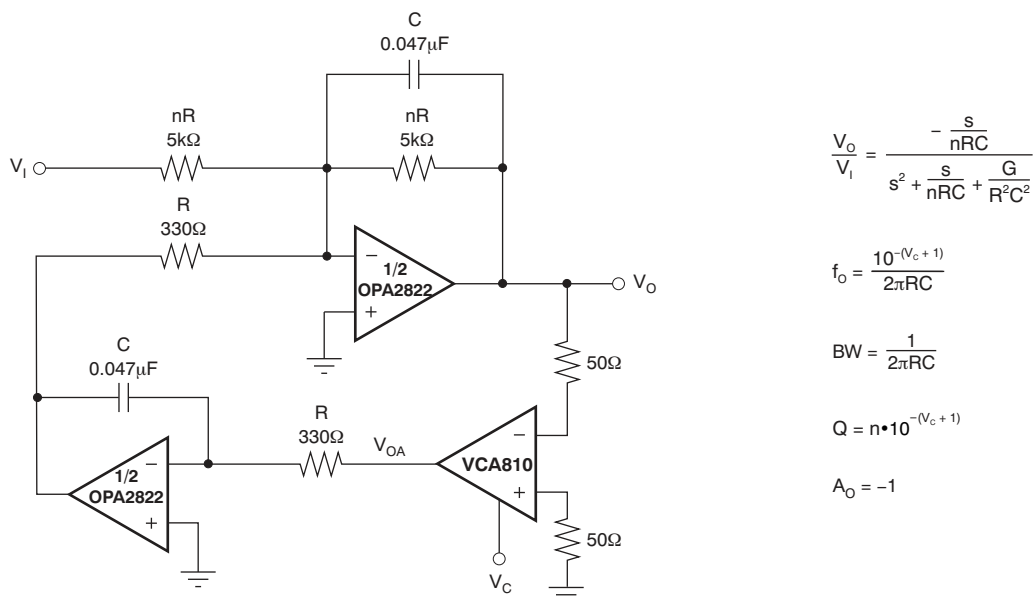 C
0.047μF
nR
5kΩ
nR
5kΩ
V_I
R
330Ω
−
1/2
OPA2822
+
V_O
C
0.047μF
50Ω
R
330Ω
V_OA
−
VCA810
+
−
1/2
OPA2822
+
50Ω
V_C
V_O / V_I = − s/nRC / s² + s/nRC + G/R²C²
f_O = 10^−(V_C + 1) / 2πRC
BW = 1 / 2πRC
Q = n•10^−(V_C + 1)
A_O = −1